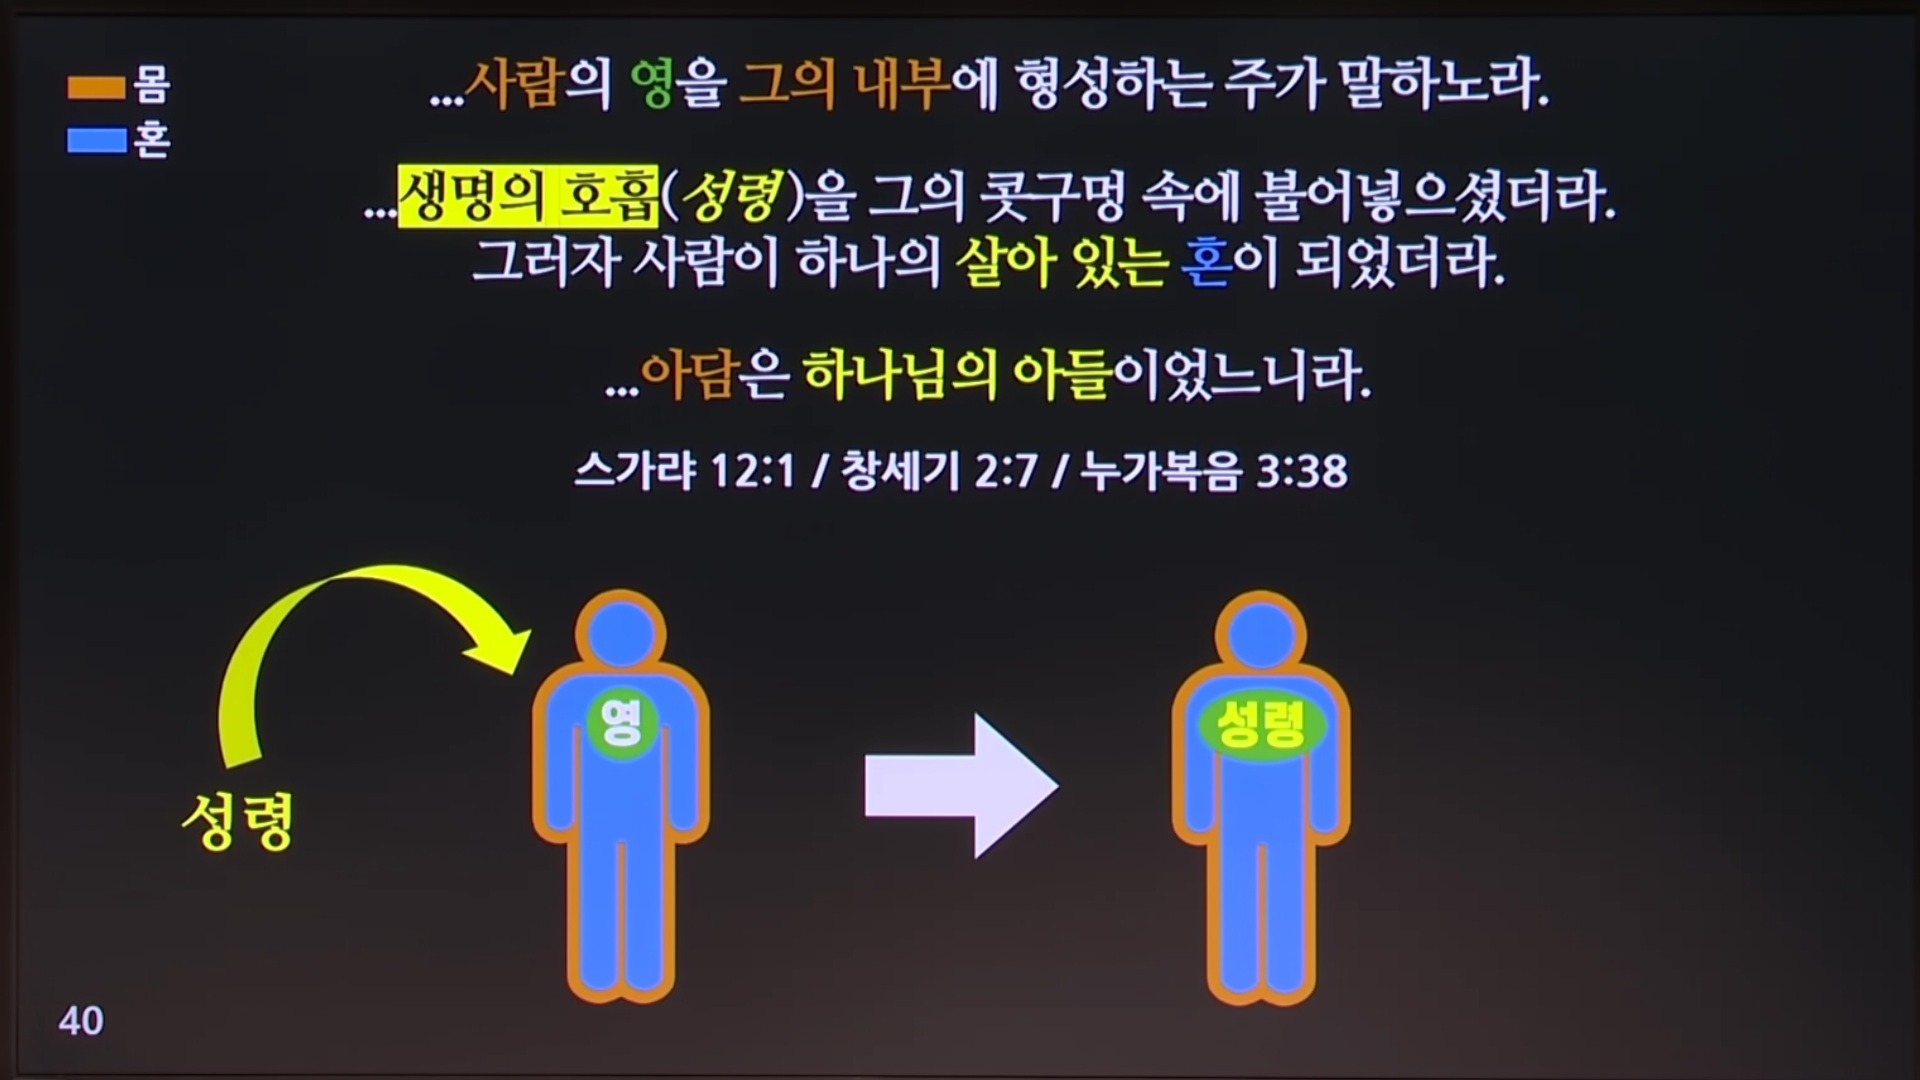 몸
혼
...사람의 영을 그의 내부에 형성하는 주가 말하노라.
...생명의 호흡(성령)을 그의 콧구멍 속에 불어넣으셨더라.
그러자 사람이 하나의 살아 있는 혼이 되었더라.
...아담은 하나님의 아들이었느니라.
스가랴 12:1 / 창세기 2:7 / 누가복음 3:38
성령
영
성령
40